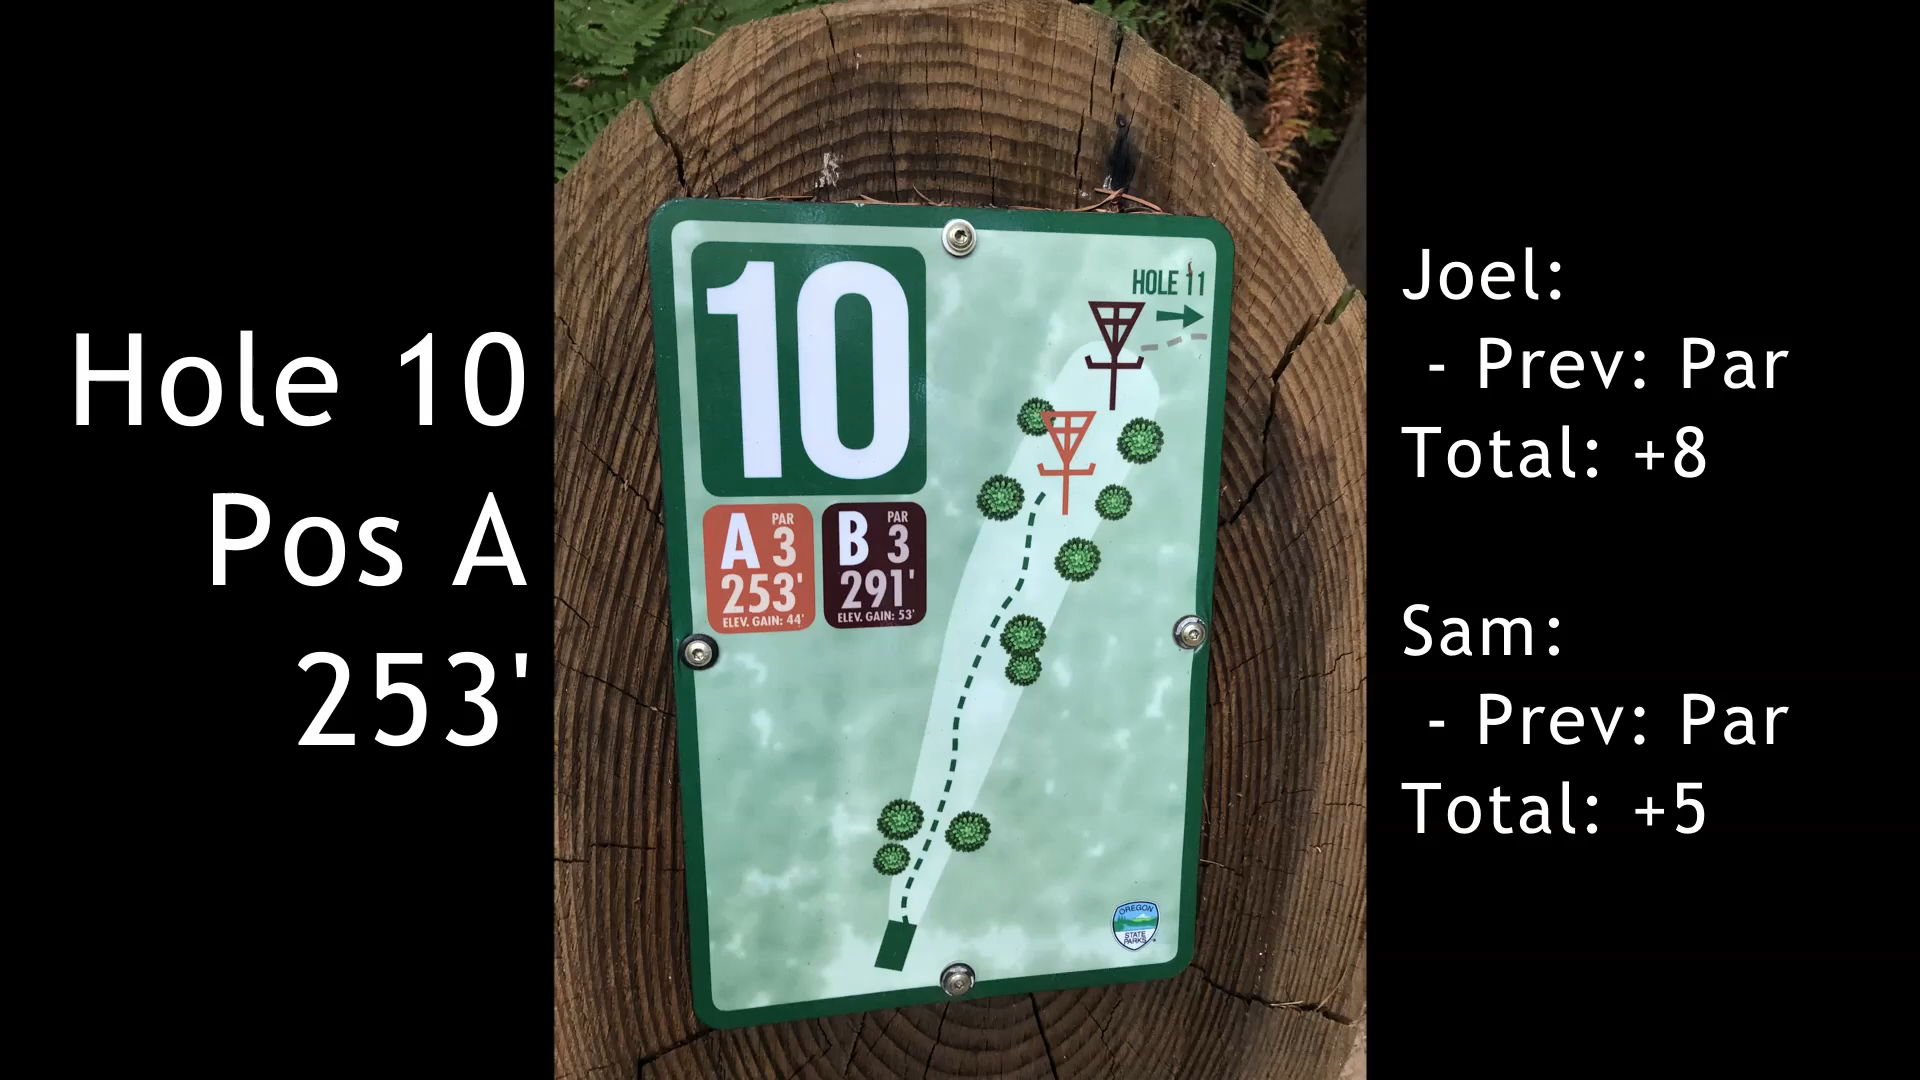 Hole 10
Pos A
253'
10
HOLE 11
A PAR 3
253'
ELEV. GAIN: 44'
B PAR 3
291'
ELEV. GAIN: 53'
OREGON
STATE
PARKS
Joel:
- Prev: Par
Total: +8
Sam:
- Prev: Par
Total: +5